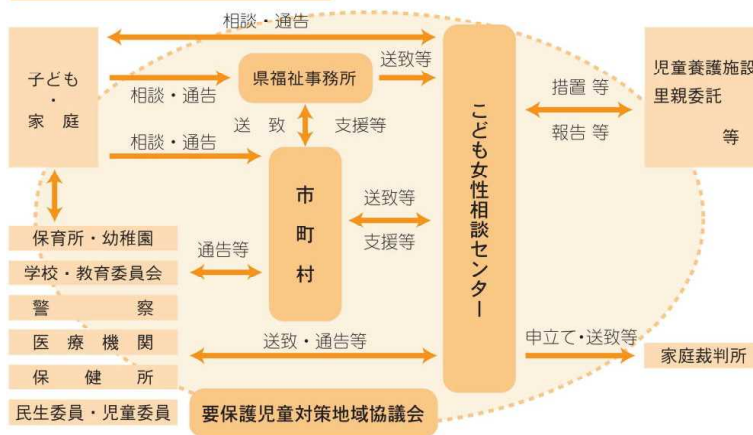 相談・通告
子ども
・
家　庭
県福祉事務所
送致等
相談・通告
送　致
支援等
相談・通告
市
町
村
送致等
支援等
こども女性相談センター
措置 等
報告 等
児童養護施設
里親委託
等
保育所・幼稚園
学校・教育委員会
警　　　察
医　療　機　関
保　健　所
民生委員・児童委員
通告等
送致・通告等
申立て・送致等
家庭裁判所
要保護児童対策地域協議会